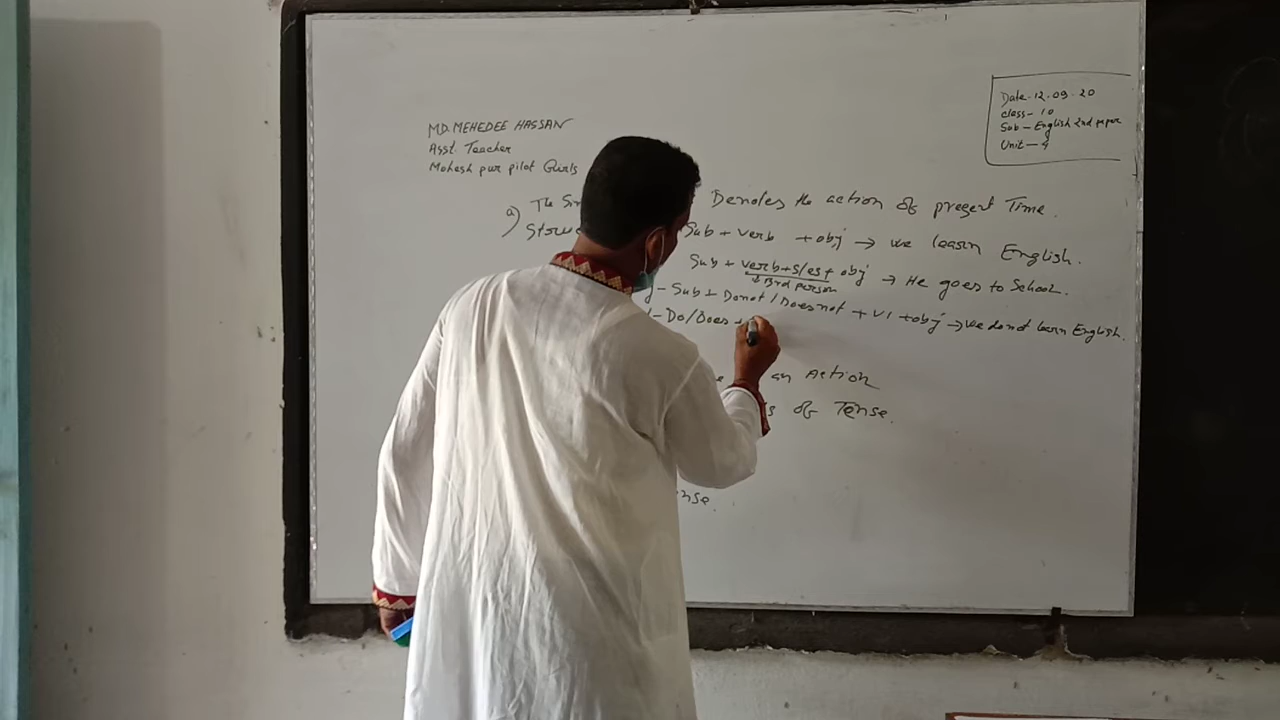 MD. MEHEDEE HASSAN
Asst. Teacher
Mohesh pur pilot Gurls
Date - 12.09.20
class - 10
Sub - English 2nd paper
Unit - 4
a) The Denotes the action of present Time.
Sub + verb + obj → we learn English.
Sub + verb + s/es + obj → He goes to School.
↓ 3rd person
Sub + Do not / Does not + V1 + obj → We do not learn English.
Do/Does +
an Action
of Tense.